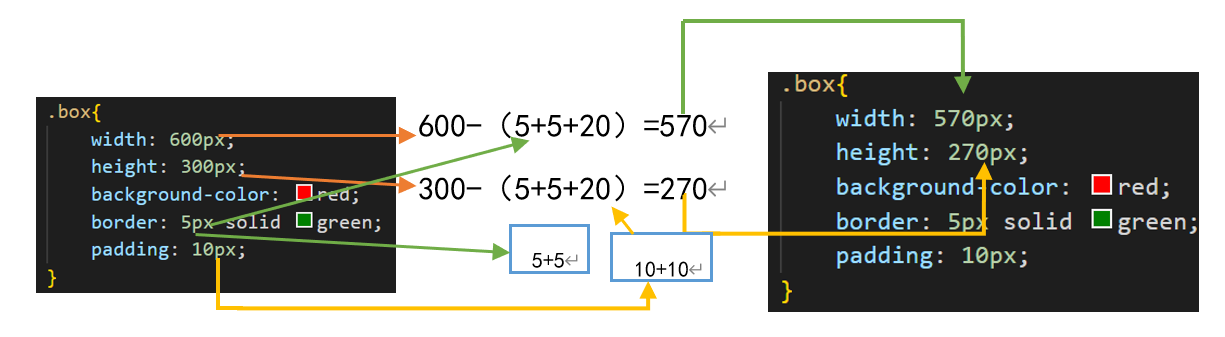 .box{
width: 600px;
height: 300px;
background-color: red;
border: 5px solid green;
padding: 10px;
}
600-（5+5+20）=570↵
300-（5+5+20）=270↵
5+5↵
10+10↵
.box{
width: 570px;
height: 270px;
background-color: red;
border: 5px solid green;
padding: 10px;
}